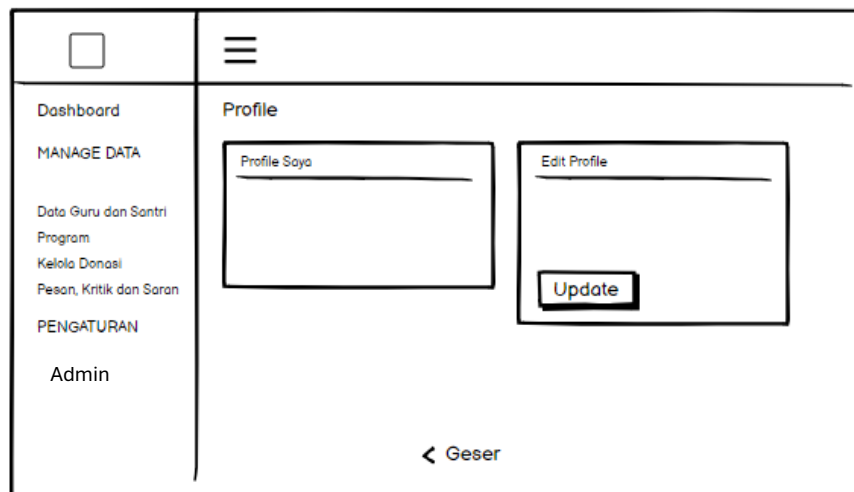 Dashboard
MANAGE DATA
Data Guru dan Santri
Program
Kelola Donasi
Pesan, Kritik dan Saran
PENGATURAN
Admin
Profile
Profile Saya
Edit Profile
Update
Geser